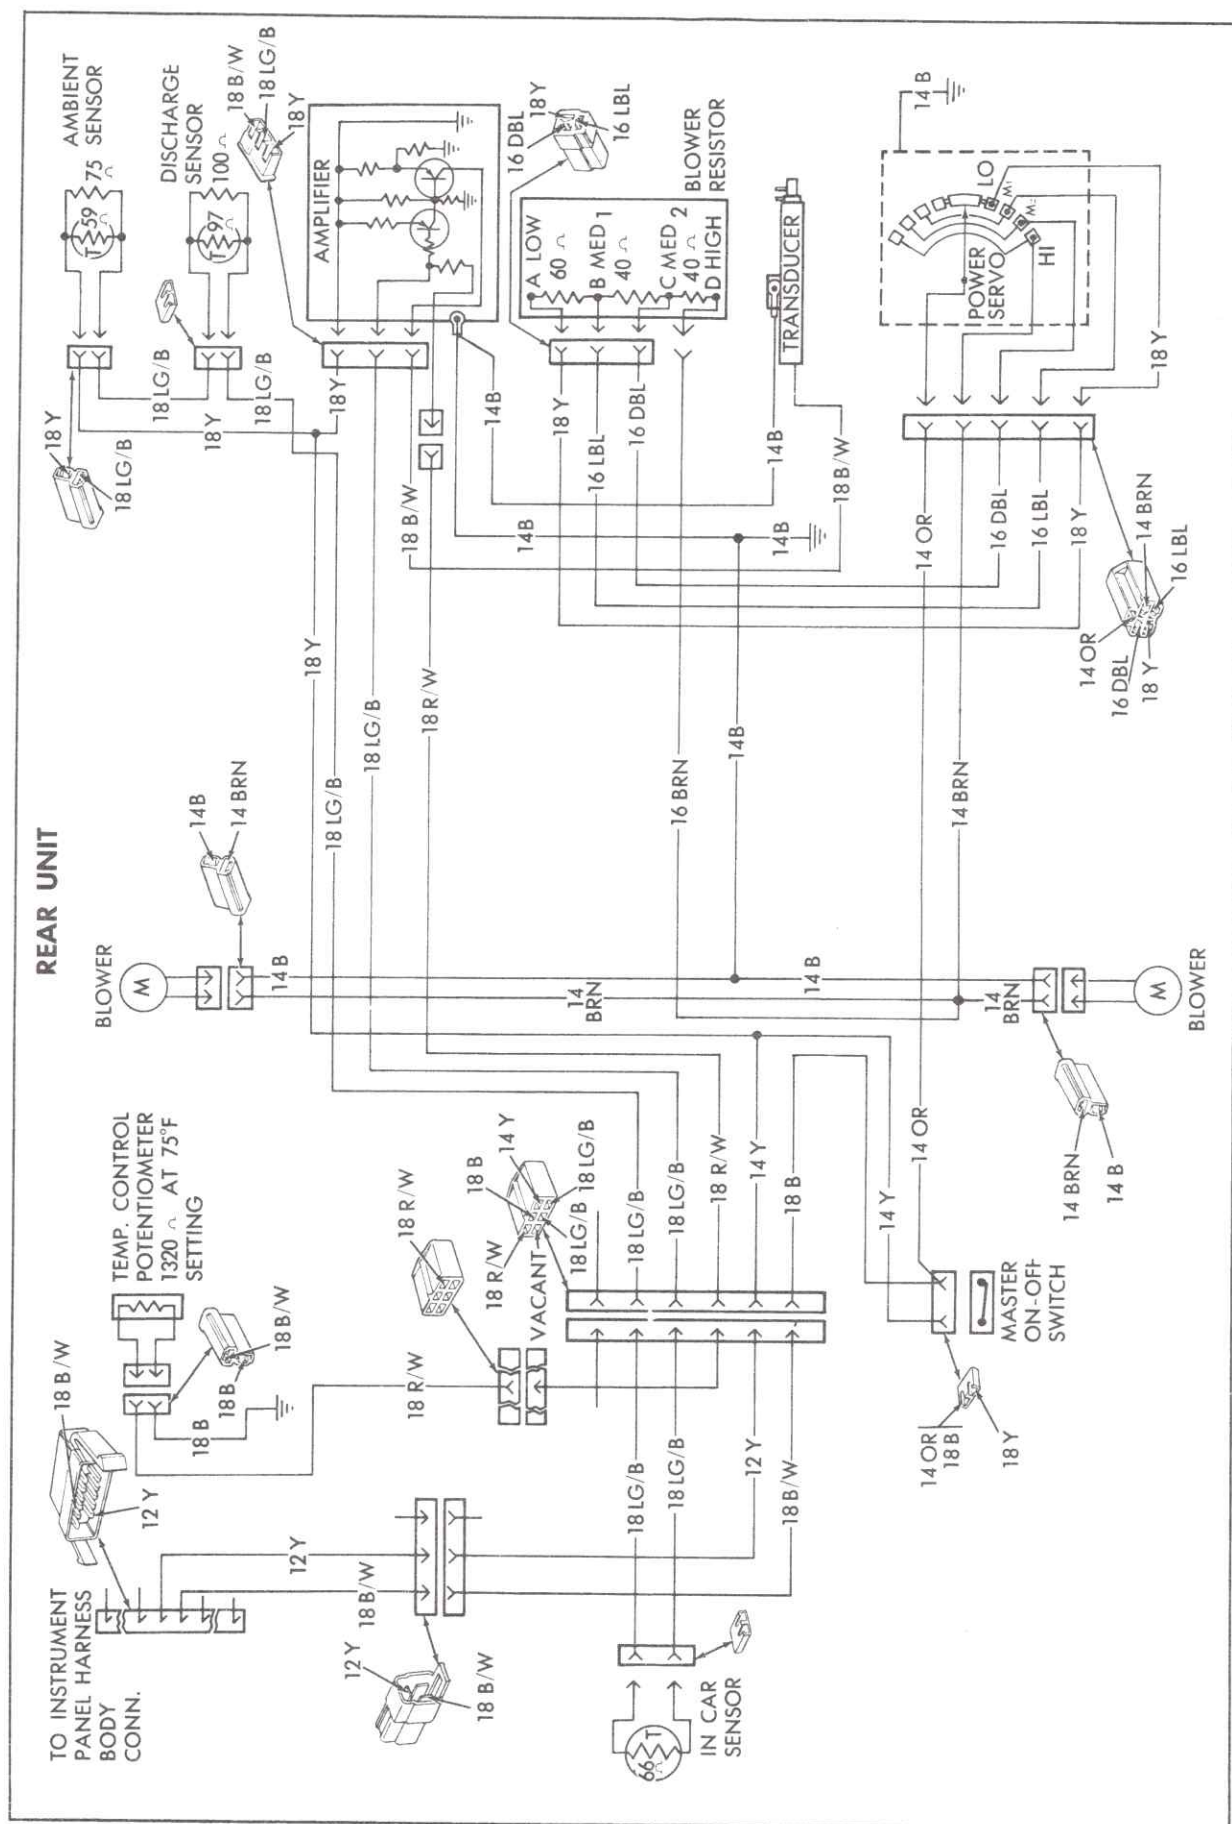 REAR UNIT
AMBIENT
SENSOR
59 Ω
75 Ω
T
DISCHARGE
SENSOR
97 Ω
100 Ω
T
18 B/W
18 LG/B
18 Y
AMPLIFIER
16 DBL
18Y
16 LBL
BLOWER
RESISTOR
A LOW
60 Ω
B MED 1
40 Ω
C MED 2
40 Ω
D HIGH
TRANSDUCER
14 B
POWER
SERVO
LO
M1
M2
HI
18 Y
18 LG/B
18 LG/B
18 Y
18 LG/B
18Y
18 LG/B
18 B/W
14B
18 Y
16 LBL
16 DBL
14B
18 B/W
18 Y
14B
14B
14 OR
16 DBL
16 LBL
18 Y
14 BRN
16 LBL
14 OR
16 DBL
18 Y
18 Y
18 LG/B
18 LG/B
18 R/W
16 BRN
14B
14 BRN
14B
14 BRN
BLOWER
M
14 B
14
BRN
14 B
14
BRN
M
BLOWER
14 BRN
14 B
TEMP. CONTROL
POTENTIOMETER
1320 Ω AT 75°F
SETTING
18B/W
18B
18 B
18 R/W
18 R/W
VACANT
18 R/W
18 B
14 Y
18 LG/B
18 LG/B
18 LG/B
18 LG/B
18 R/W
14 Y
18 B
14 Y
14 OR
MASTER
ON-OFF
SWITCH
14 OR
18B
18 Y
TO INSTRUMENT
PANEL HARNESS
BODY
CONN.
18 B/W
12 Y
12Y
18B/W
12 Y
18 B/W
18 LG/B
18 LG/B
12 Y
18 B/W
66 Ω
T
IN CAR
SENSOR